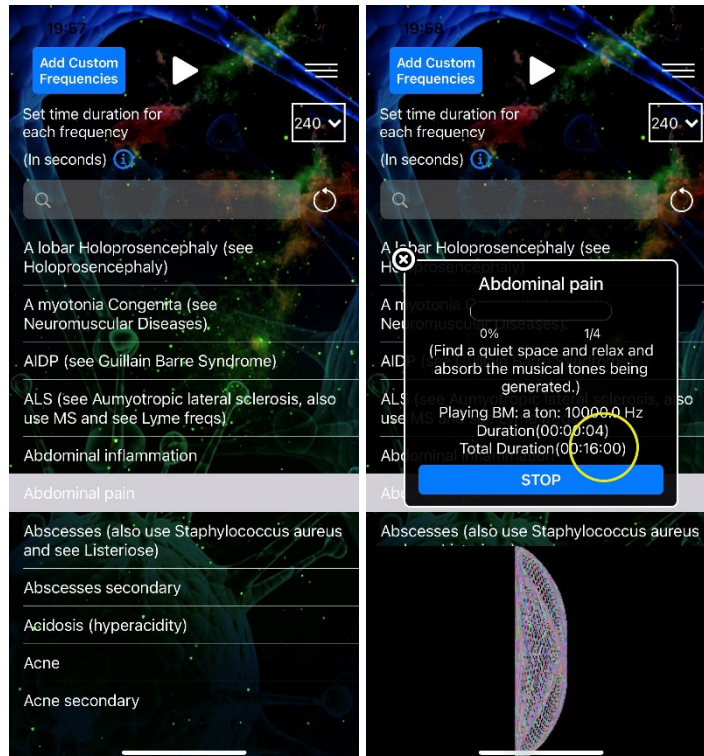 19:57
Add Custom
Frequencies
Set time duration for
each frequency
240
(In seconds)
A lobar Holoprosencephaly (see
Holoprosencephaly)
A myotonia Congenita (see
Neuromuscular Diseases)
AIDP (see Guillain Barre Syndrome)
ALS (see Aumyotropic lateral sclerosis, also
use MS and see Lyme freqs)
Abdominal inflammation
Abdominal pain
Abscesses (also use Staphylococcus aureus
and see Listeriose)
Abscesses secondary
Acidosis (hyperacidity)
Acne
Acne secondary
19:58
Add Custom
Frequencies
Set time duration for
each frequency
240
(In seconds)
A lobar Holoprosencephaly (see
Holoprosencephaly)
Abdominal pain
0% 1/4
(Find a quiet space and relax and
absorb the musical tones being
generated.)
Playing BM: a ton: 10000.0 Hz
Duration(00:00:04)
Total Duration(00:16:00)
STOP
Abscesses (also use Staphylococcus aureus